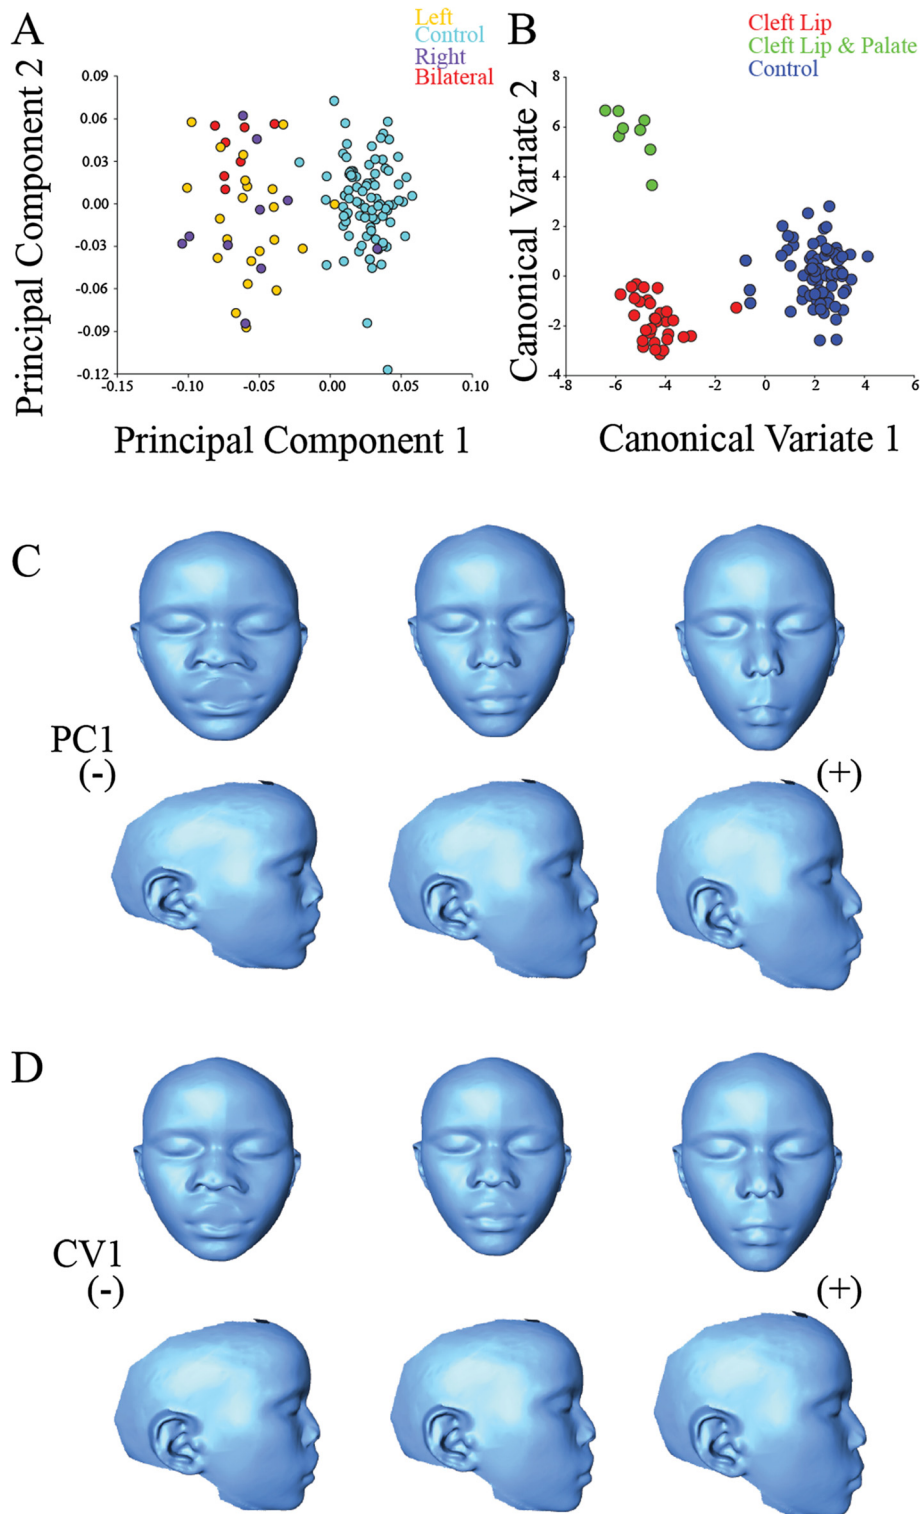 A
Left
Control
Right
Bilateral
Principal Component 2
0.09
0.06
0.03
0.00
-0.03
-0.06
-0.09
-0.12
-0.15
-0.10
-0.05
0.00
0.05
0.10
Principal Component 1
B
Cleft Lip
Cleft Lip & Palate
Control
Canonical Variate 2
8
6
4
2
0
-2
-4
-8
-6
-4
-2
0
2
4
6
Canonical Variate 1
C
PC1
(-)
(+)
D
CV1
(-)
(+)